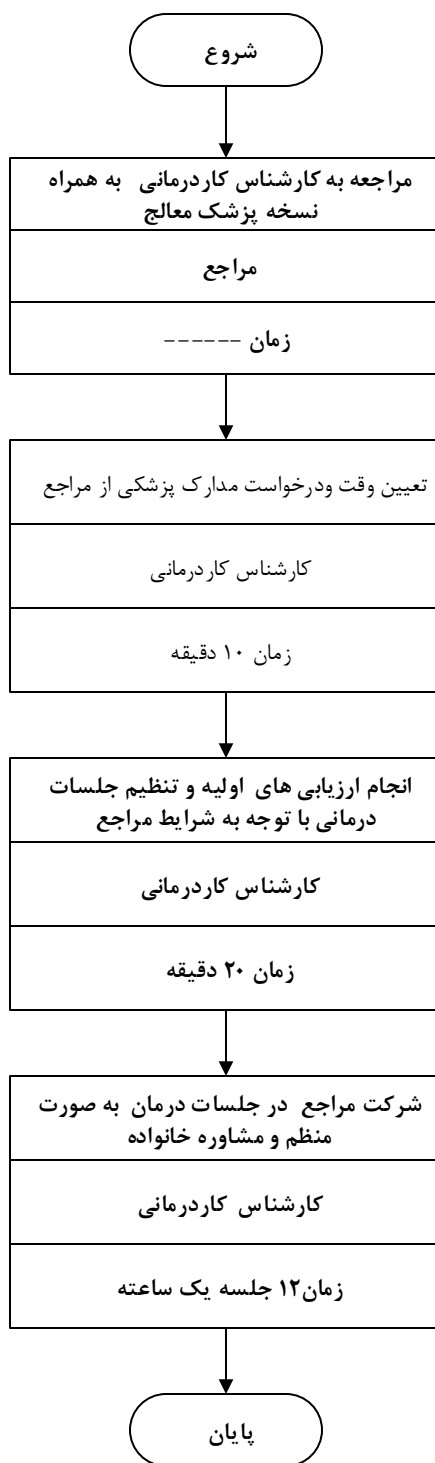 شروع
مراجعه به کارشناس کاردرمانی به همراه
نسخه پزشک معالج
مراجع
زمان ------
تعیین وقت ودرخواست مدارک پزشکی از مراجع
کارشناس کاردرمانی
زمان ۱۰ دقیقه
انجام ارزیابی های اولیه و تنظیم جلسات
درمانی با توجه به شرایط مراجع
کارشناس کاردرمانی
زمان ۲۰ دقیقه
شرکت مراجع در جلسات درمان به صورت
منظم و مشاوره خانواده
کارشناس کاردرمانی
زمان۱۲ جلسه یک ساعته
پایان